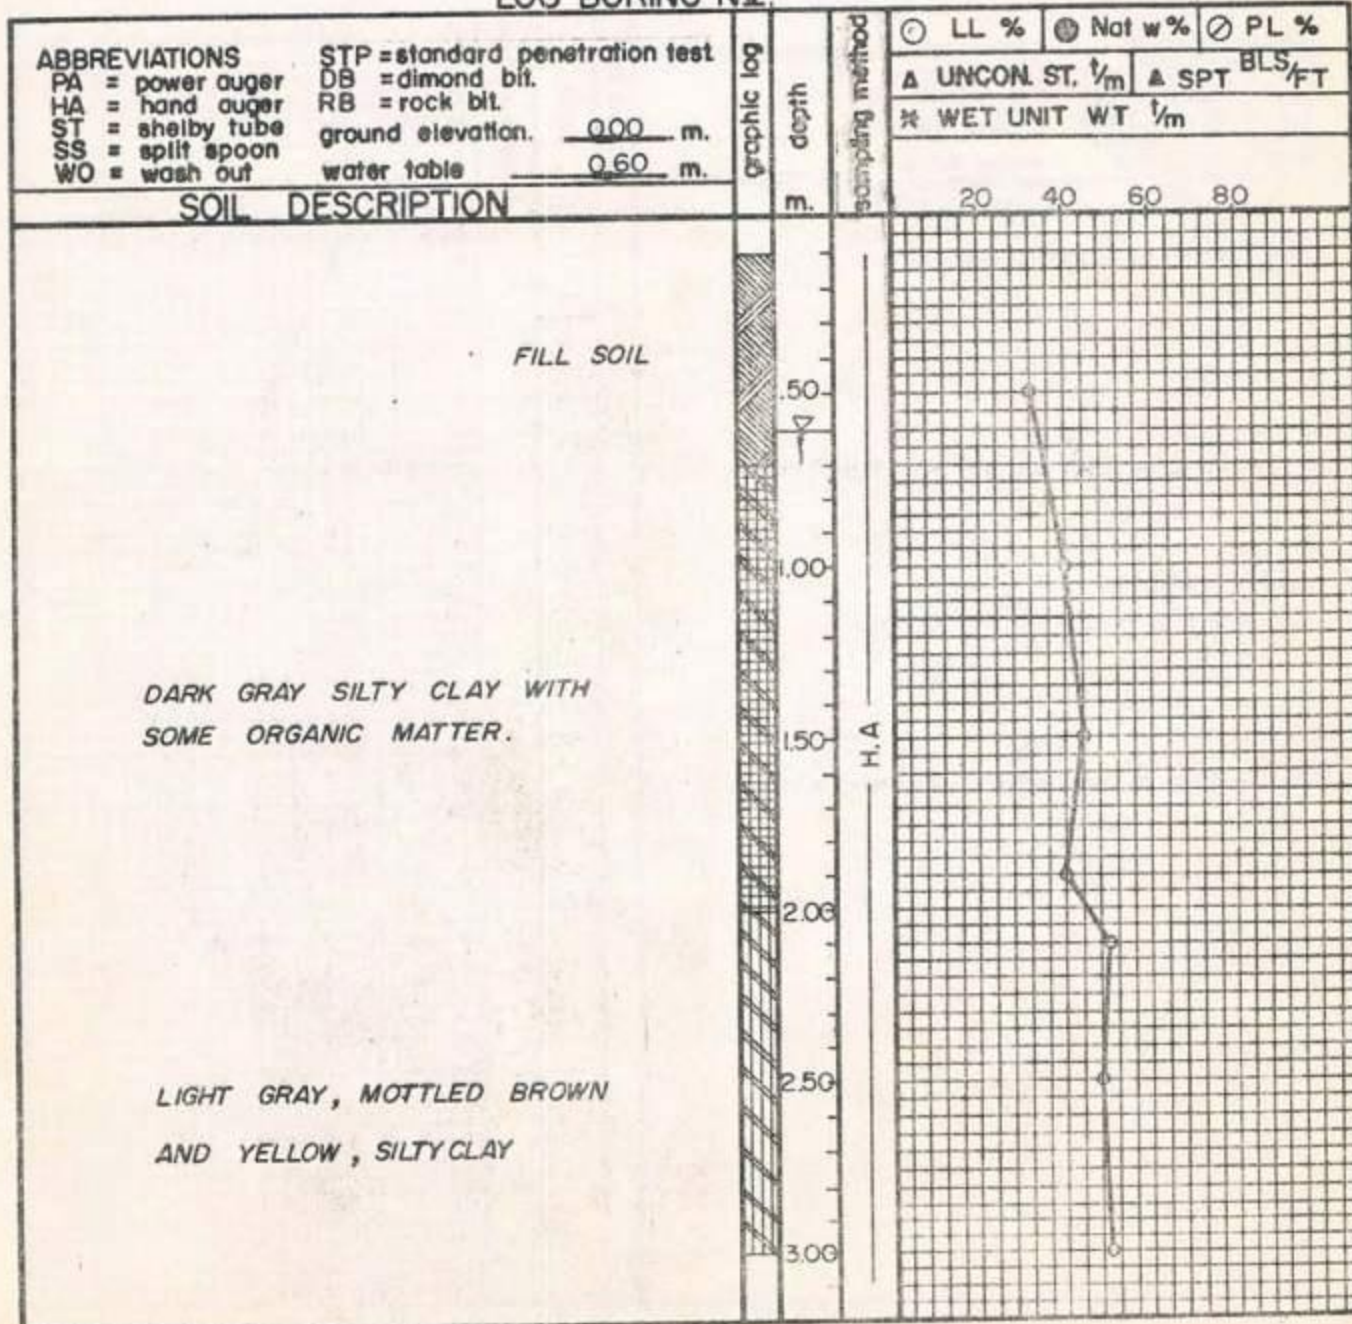 LOG BORING No.
ABBREVIATIONS
PA = power auger
HA = hand auger
ST = shelby tube
SS = split spoon
WO = wash out
STP = standard penetration test
DB = dimond bit.
RB = rock bit.
ground elevation. 0.00 m.
water table 0.60 m.
SOIL DESCRIPTION
graphic log
depth
m.
method
LL % Nat w % PL %
UNCON. ST. t/m SPT BLS/FT
WET UNIT WT t/m
20 40 60 80
FILL SOIL
.50
1.00
DARK GRAY SILTY CLAY WITH
SOME ORGANIC MATTER.
1.50
H.A
2.00
2.50
LIGHT GRAY, MOTTLED BROWN
AND YELLOW, SILTY CLAY
3.00